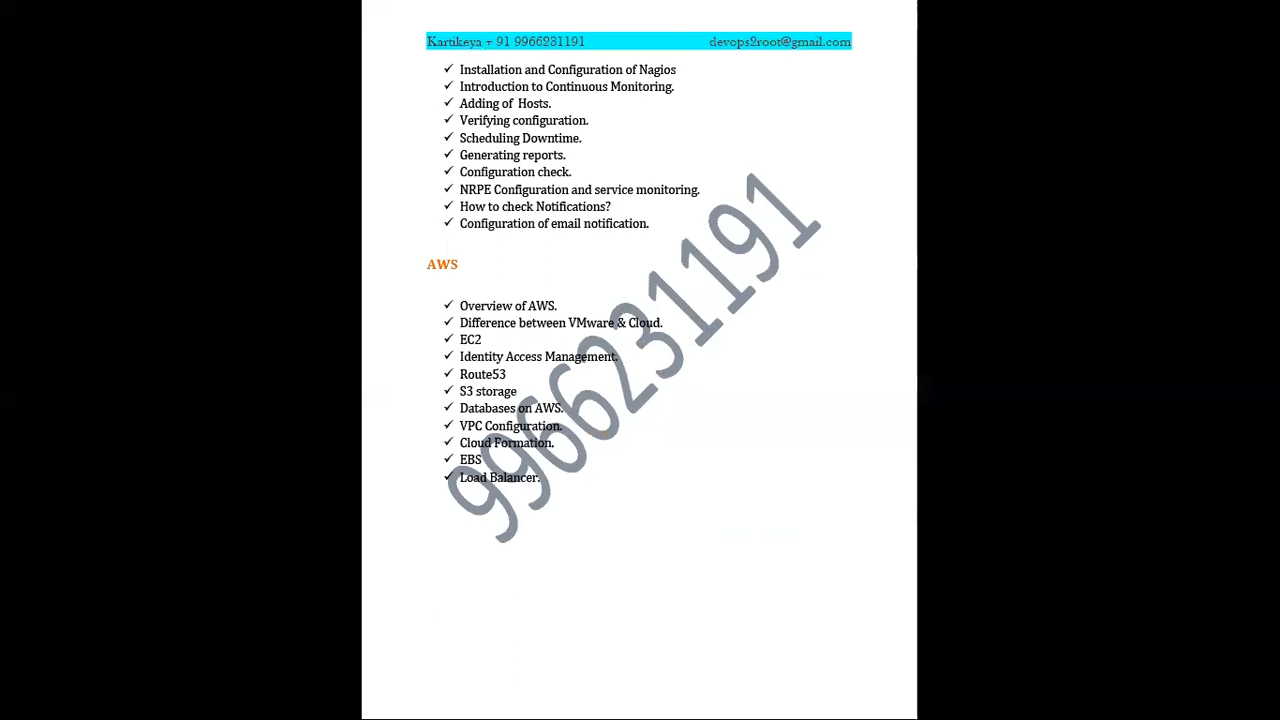 Kartikeya + 91 9966231191 devops2root@gmail.com
✓ Installation and Configuration of Nagios
✓ Introduction to Continuous Monitoring.
✓ Adding of Hosts.
✓ Verifying configuration.
✓ Scheduling Downtime.
✓ Generating reports.
✓ Configuration check.
✓ NRPE Configuration and service monitoring.
✓ How to check Notifications?
✓ Configuration of email notification.
AWS
✓ Overview of AWS.
✓ Difference between VMware & Cloud.
✓ EC2
✓ Identity Access Management.
✓ Route53
✓ S3 storage
✓ Databases on AWS.
✓ VPC Configuration.
✓ Cloud Formation.
✓ EBS
✓ Load Balancer.
9966231191